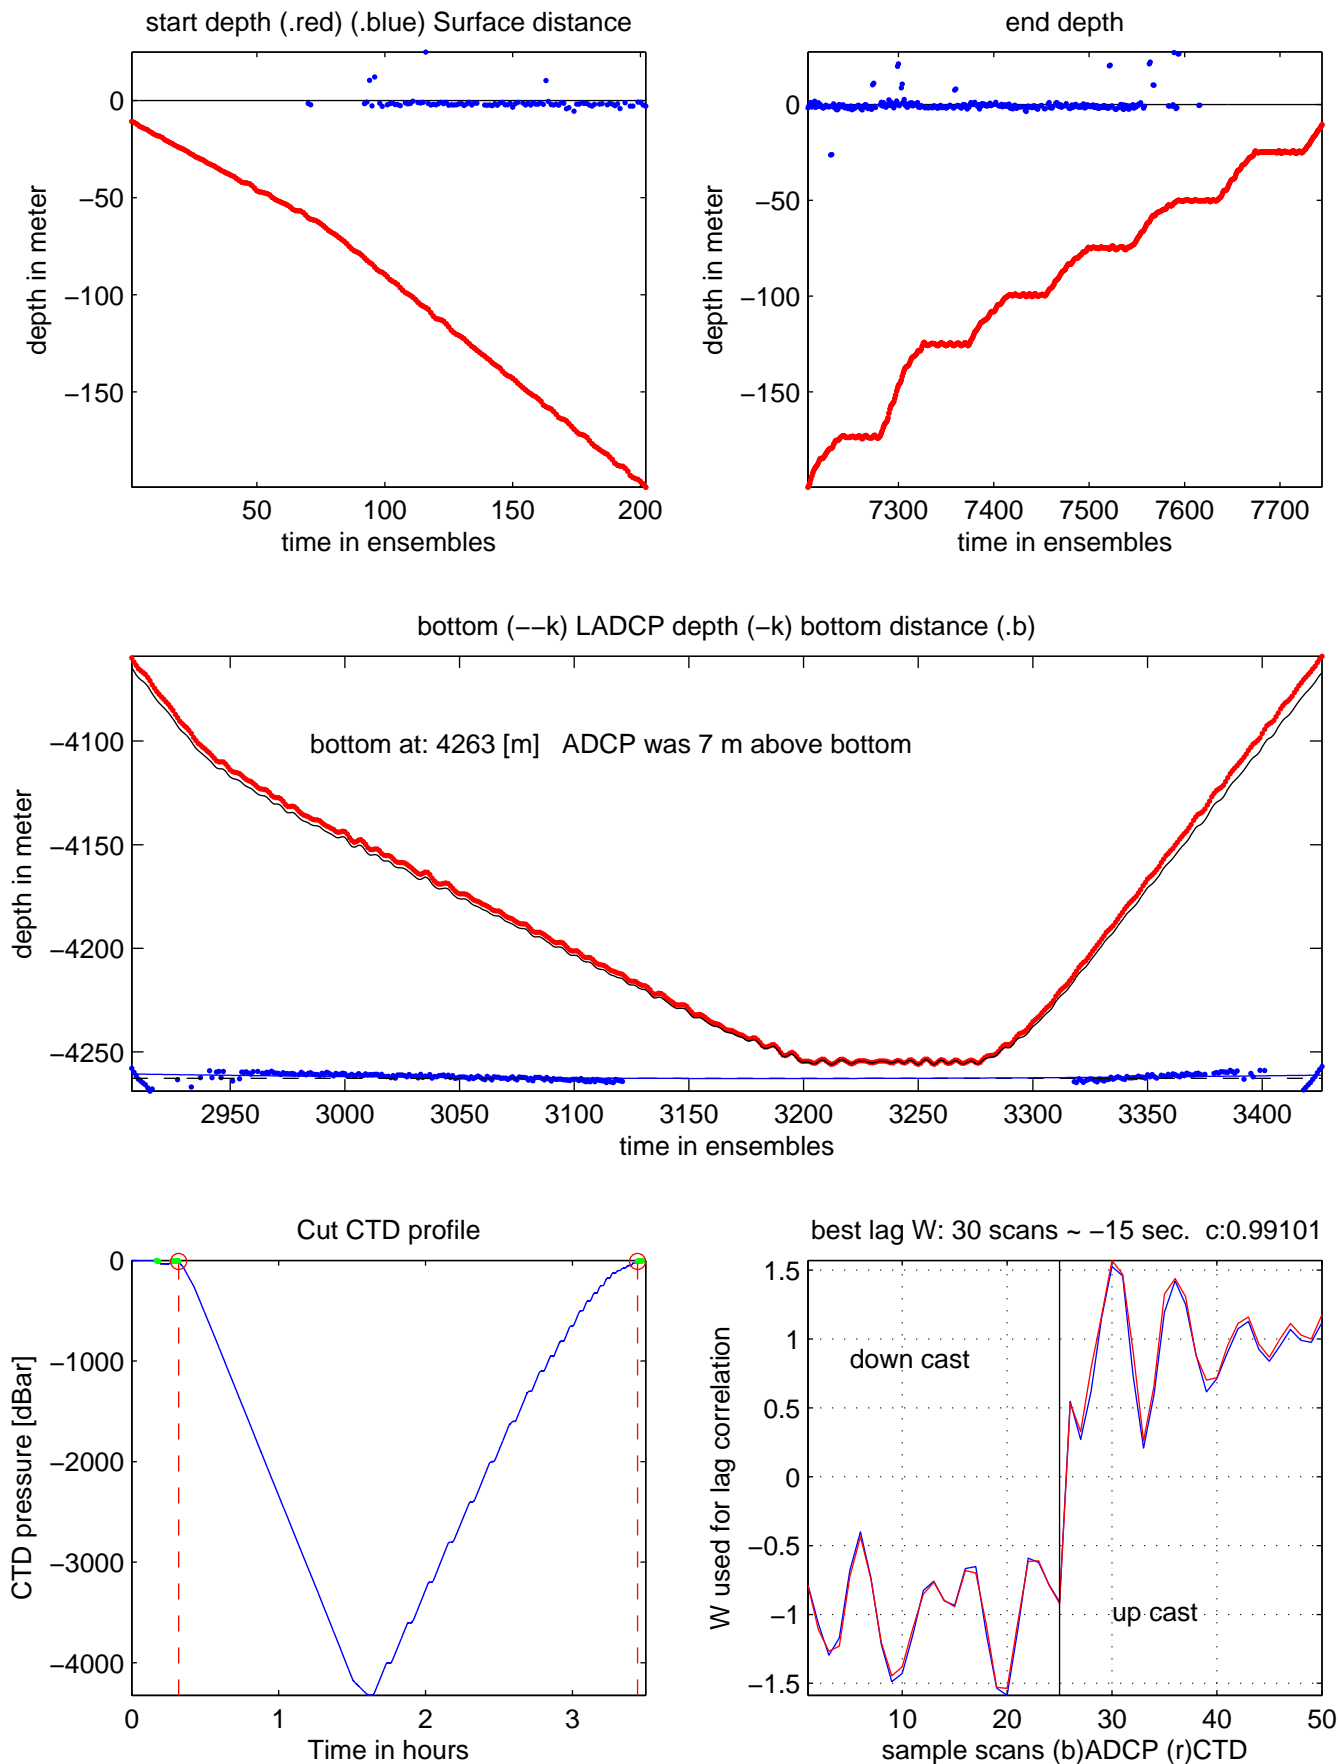 start depth (.red) (.blue) Surface distance
end depth
0
−50
−100
−150
depth in meter
50
100
150
200
time in ensembles
0
−50
−100
−150
depth in meter
7300
7400
7500
7600
7700
time in ensembles
bottom (−−k) LADCP depth (−k) bottom distance (.b)
bottom at: 4263 [m]   ADCP was 7 m above bottom
−4100
−4150
−4200
−4250
depth in meter
2950
3000
3050
3100
3150
3200
3250
3300
3350
3400
time in ensembles
Cut CTD profile
0
−1000
−2000
−3000
−4000
CTD pressure [dBar]
0
1
2
3
Time in hours
best lag W: 30 scans ~ −15 sec.  c:0.99101
1.5
1
0.5
0
−0.5
−1
−1.5
W used for lag correlation
down cast
up cast
10
20
30
40
50
sample scans (b)ADCP (r)CTD